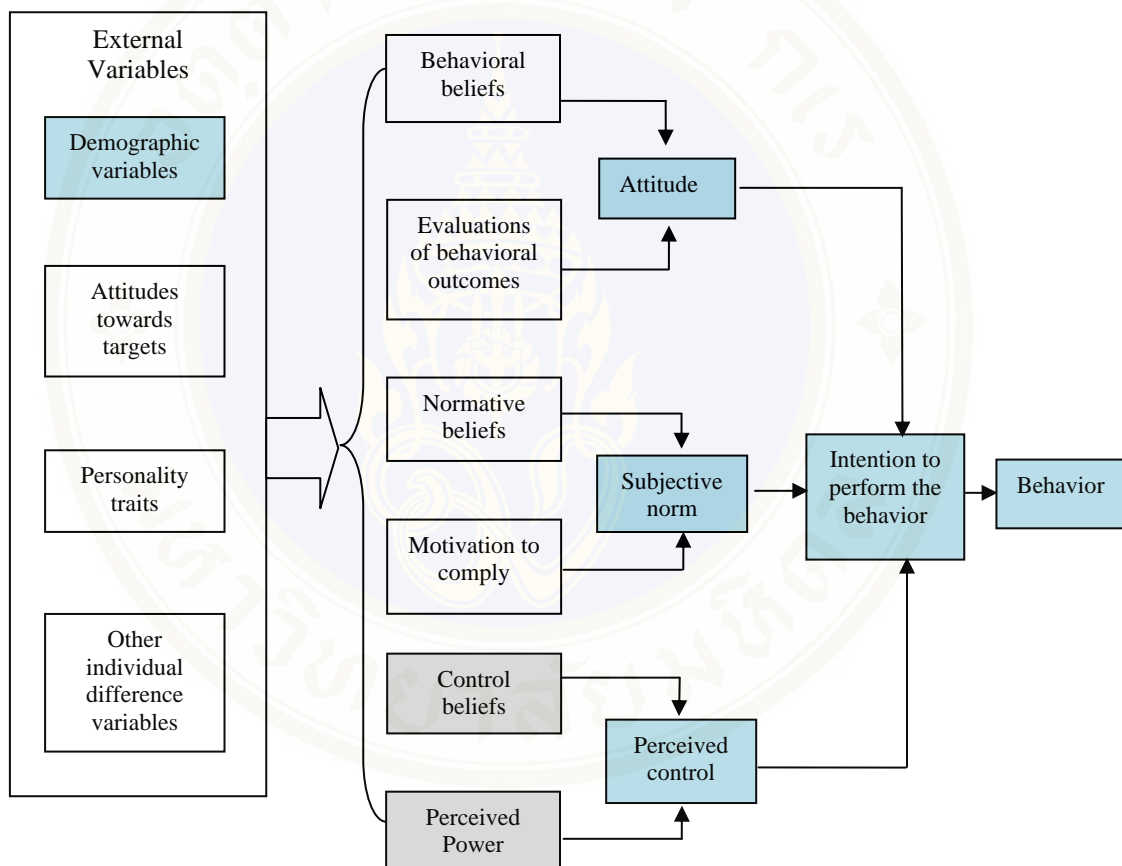 External
Variables
Demographic
variables
Attitudes
towards
targets
Personality
traits
Other
individual
difference
variables
Behavioral
beliefs
Evaluations
of behavioral
outcomes
Normative
beliefs
Motivation to
comply
Control
beliefs
Perceived
Power
Attitude
Subjective
norm
Perceived
control
Intention to
perform the
behavior
Behavior